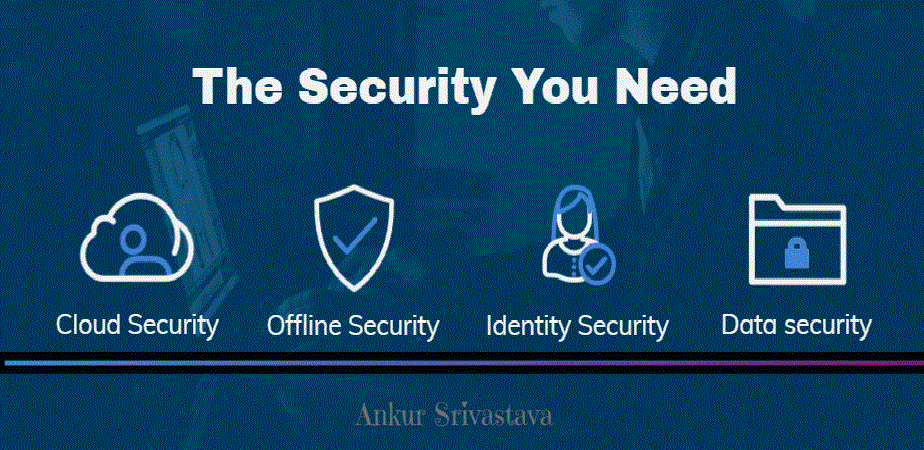 The Security You Need
Cloud Security
Offline Security
Identity Security
Data security
Ankur Srivastava